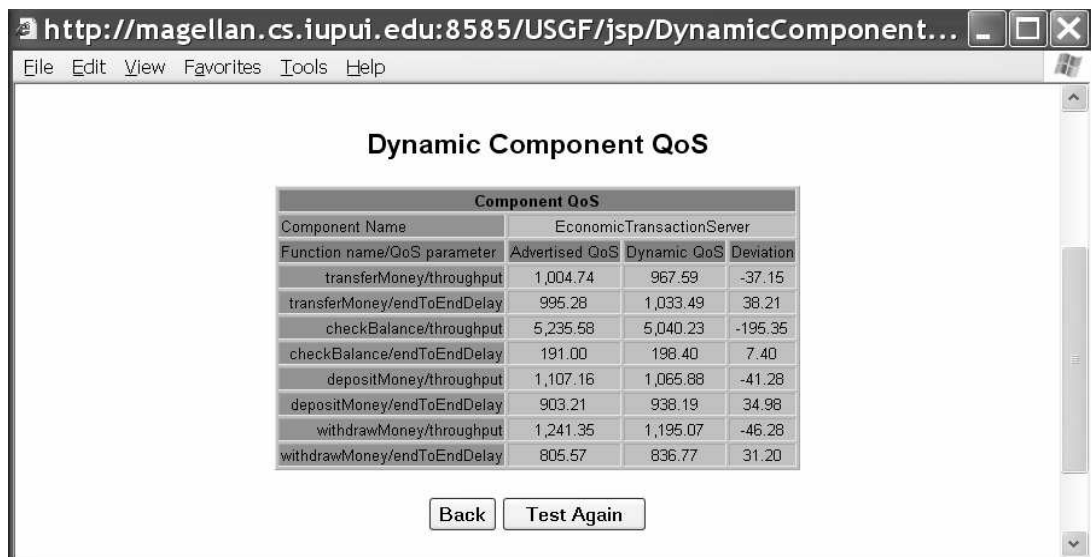 http://magellan.cs.iupui.edu:8585/USGF/jsp/DynamicComponent...
File Edit View Favorites Tools Help
Dynamic Component QoS
Component QoS
Component Name EconomicTransactionServer
Function name/QoS parameter Advertised QoS Dynamic QoS Deviation
transferMoney/throughput 1,004.74 967.59 -37.15
transferMoney/endToEndDelay 995.28 1,033.49 38.21
checkBalance/throughput 5,235.58 5,040.23 -195.35
checkBalance/endToEndDelay 191.00 198.40 7.40
depositMoney/throughput 1,107.16 1,065.88 -41.28
depositMoney/endToEndDelay 903.21 938.19 34.98
withdrawMoney/throughput 1,241.35 1,195.07 -46.28
withdrawMoney/endToEndDelay 805.57 836.77 31.20
Back Test Again